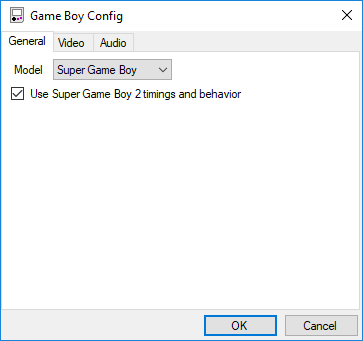 Game Boy Config
General Video Audio
Model Super Game Boy
Use Super Game Boy 2 timings and behavior
OK Cancel